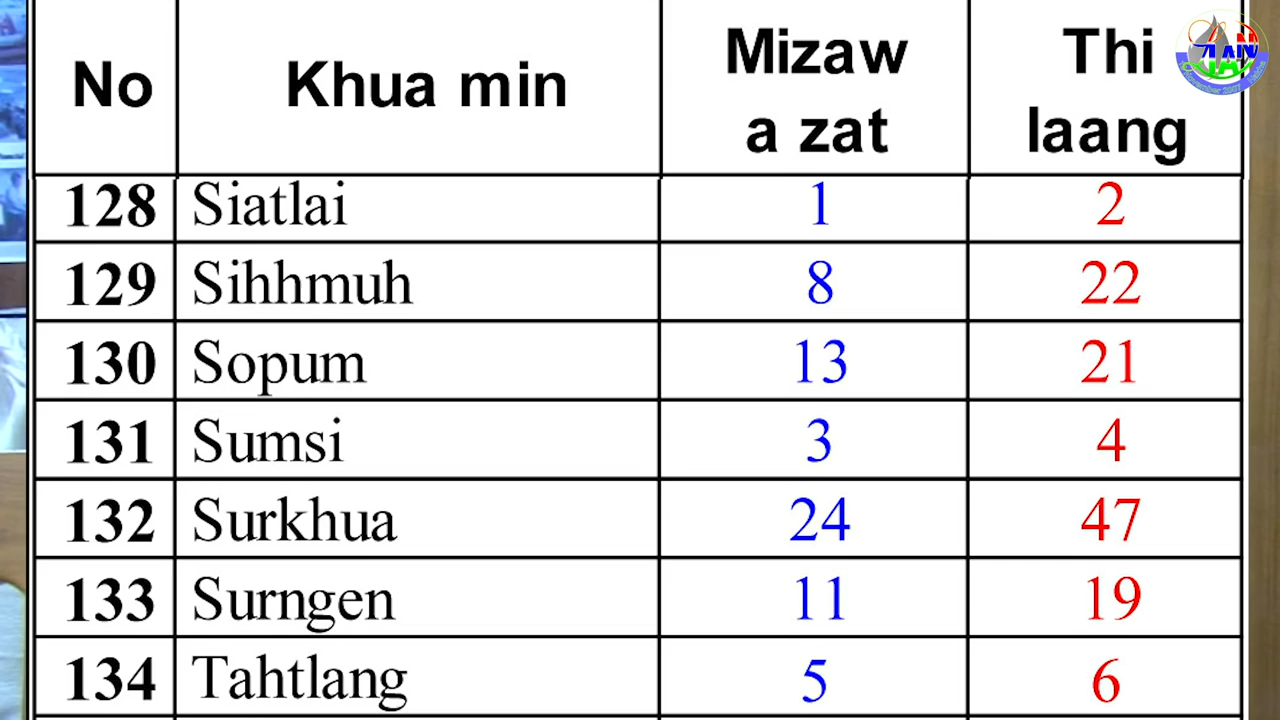 No Khua min Mizaw a zat Thi laang
128 Siatlai 1 2
129 Sihhmuh 8 22
130 Sopum 13 21
131 Sumsi 3 4
132 Surkhua 24 47
133 Surngen 11 19
134 Tahtlang 5 6